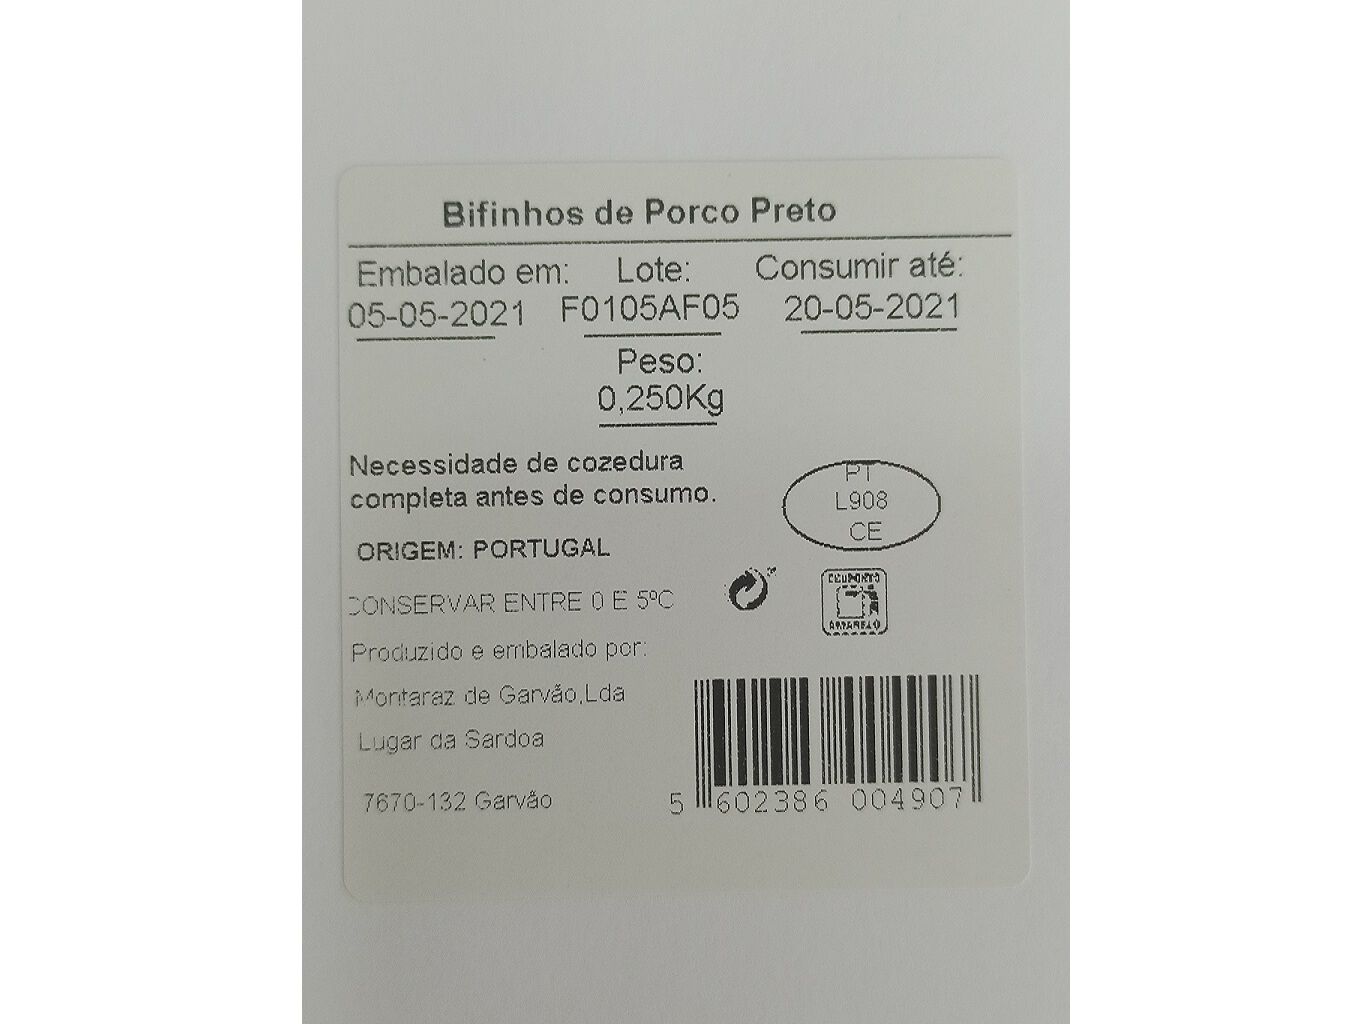 Bifinhos de Porco Preto
Embalado em: Lote: Consumir até:
05-05-2021 F0105AF05 20-05-2021
Peso:
0,250Kg
Necessidade de cozedura
completa antes de consumo.
PT
L908
CE
ORIGEM: PORTUGAL
CONSERVAR ENTRE 0 E 5ºC
AMARELO
Produzido e embalado por:
Montaraz de Garvão,Lda
Lugar da Sardoa
7670-132 Garvão
5 602386 004907